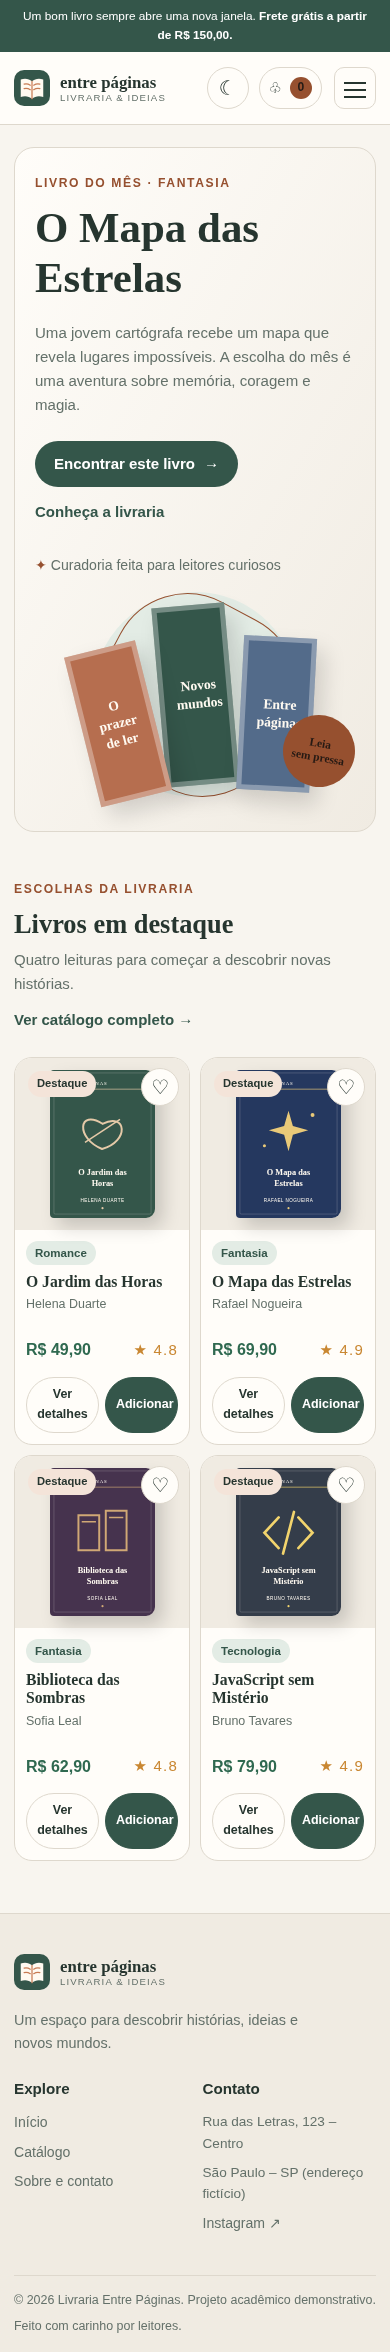 Um bom livro sempre abre uma nova janela. Frete grátis a partir
de R$ 150,00.
entre páginas
LIVRARIA & IDEIAS
0
LIVRO DO MÊS · FANTASIA
O Mapa das
Estrelas
Uma jovem cartógrafa recebe um mapa que
revela lugares impossíveis. A escolha do mês é
uma aventura sobre memória, coragem e
magia.
Encontrar este livro →
Conheça a livraria
✦ Curadoria feita para leitores curiosos
O
prazer
de ler
Novos
mundos
Entre
Leia
sem pressa
ESCOLHAS DA LIVRARIA
Livros em destaque
Quatro leituras para começar a descobrir novas
histórias.
Ver catálogo completo →
Destaque
O Jardim das
Horas
HELENA DUARTE
Romance
O Jardim das Horas
Helena Duarte
R$ 49,90 ★ 4.8
Ver
detalhes
Adicionar
Destaque
O Mapa das
Estrelas
RAFAEL NOGUEIRA
Fantasia
O Mapa das Estrelas
Rafael Nogueira
R$ 69,90 ★ 4.9
Ver
detalhes
Adicionar
Destaque
Biblioteca das
Sombras
SOFIA LEAL
Fantasia
Biblioteca das
Sombras
Sofia Leal
R$ 62,90 ★ 4.8
Ver
detalhes
Adicionar
Destaque
JavaScript sem
Mistério
BRUNO TAVARES
Tecnologia
JavaScript sem
Mistério
Bruno Tavares
R$ 79,90 ★ 4.9
Ver
detalhes
Adicionar
entre páginas
LIVRARIA & IDEIAS
Um espaço para descobrir histórias, ideias e
novos mundos.
Explore
Início
Catálogo
Sobre e contato
Contato
Rua das Letras, 123 –
Centro
São Paulo – SP (endereço
fictício)
Instagram ↗
© 2026 Livraria Entre Páginas. Projeto acadêmico demonstrativo.
Feito com carinho por leitores.